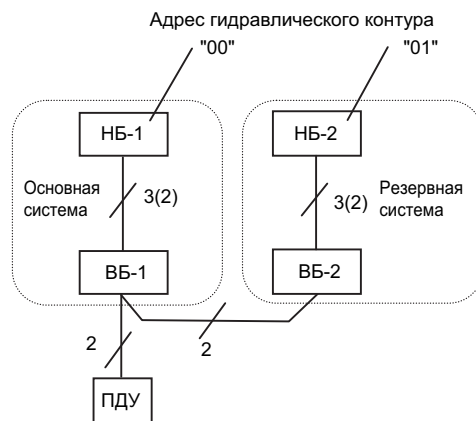 Адрес гидравлического контура
"00"
"01"
НБ-1
НБ-2
Основная
система
3(2)
3(2)
Резервная
система
ВБ-1
ВБ-2
2
2
ПДУ